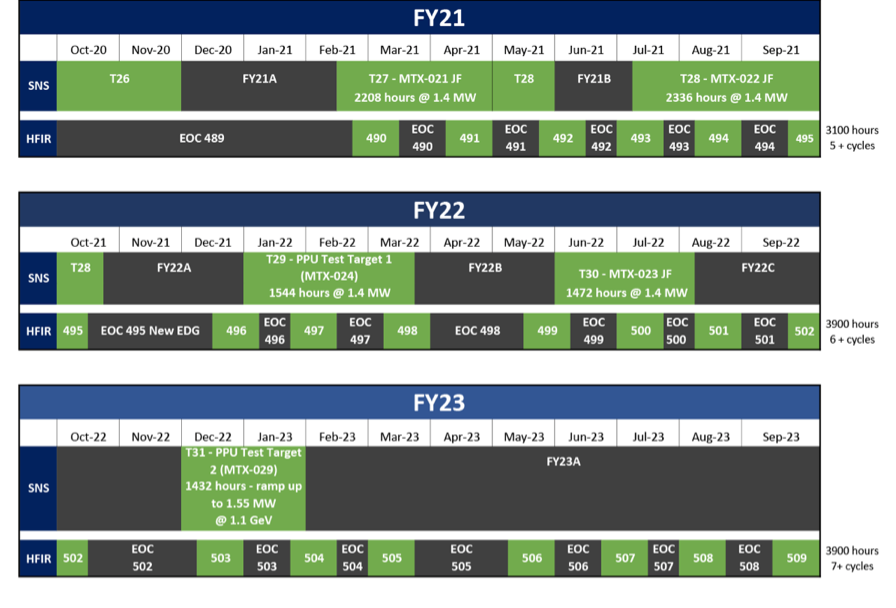 FY21
Oct-20 Nov-20 Dec-20 Jan-21 Feb-21 Mar-21 Apr-21 May-21 Jun-21 Jul-21 Aug-21 Sep-21
SNS
T26
FY21A
T27 - MTX-021 JF
2208 hours @ 1.4 MW
T28
FY21B
T28 - MTX-022 JF
2336 hours @ 1.4 MW
HFIR
EOC 489
490
EOC
490
491
EOC
491
492
EOC
492
493
EOC
493
494
EOC
494
495
3100 hours
5 + cycles
FY22
Oct-21 Nov-21 Dec-21 Jan-22 Feb-22 Mar-22 Apr-22 May-22 Jun-22 Jul-22 Aug-22 Sep-22
SNS
T28
FY22A
T29 - PPU Test Target 1
(MTX-024)
1544 hours @ 1.4 MW
FY22B
T30 - MTX-023 JF
1472 hours @ 1.4 MW
FY22C
HFIR
495
EOC 495 New EDG
496
EOC
496
497
EOC
497
498
EOC 498
499
EOC
499
500
EOC
500
501
EOC
501
502
3900 hours
6 + cycles
FY23
Oct-22 Nov-22 Dec-22 Jan-23 Feb-23 Mar-23 Apr-23 May-23 Jun-23 Jul-23 Aug-23 Sep-23
SNS
T31 - PPU Test Target
2 (MTX-029)
1432 hours - ramp up
to 1.55 MW
@ 1.1 GeV
FY23A
HFIR
502
EOC
502
503
EOC
503
504
EOC
504
505
EOC
505
506
EOC
506
507
EOC
507
508
EOC
508
509
3900 hours
7+ cycles